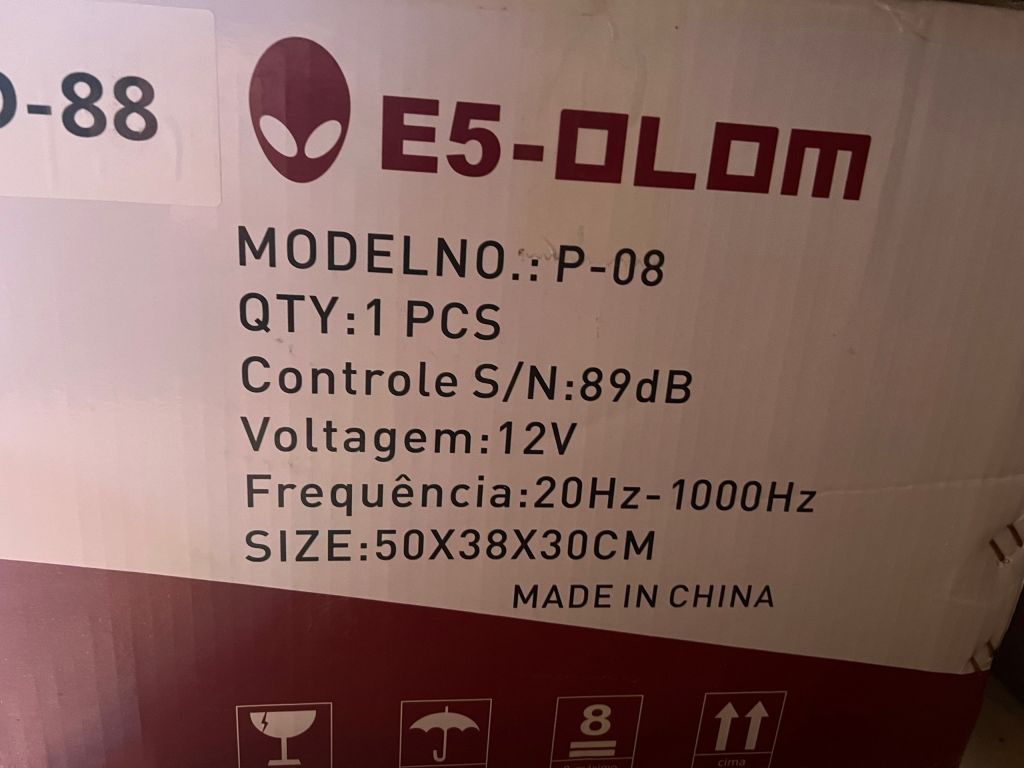 -88
E5-OLOM
MODELNO.: P-08
QTY:1 PCS
Controle S/N:89dB
Voltagem:12V
Frequência:20Hz-1000Hz
SIZE:50X38X30CM
MADE IN CHINA
8
cima